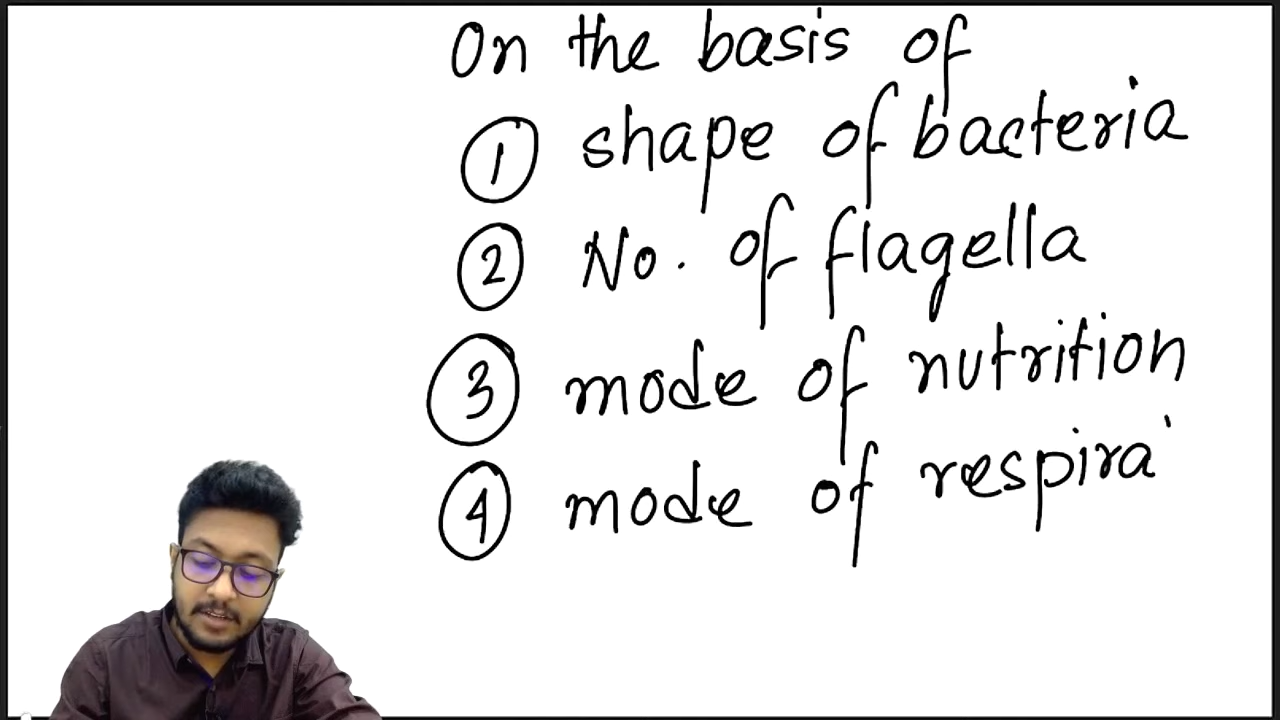 On the basis of
① shape of bacteria
② No. of flagella
③ mode of nutrition
④ mode of respira